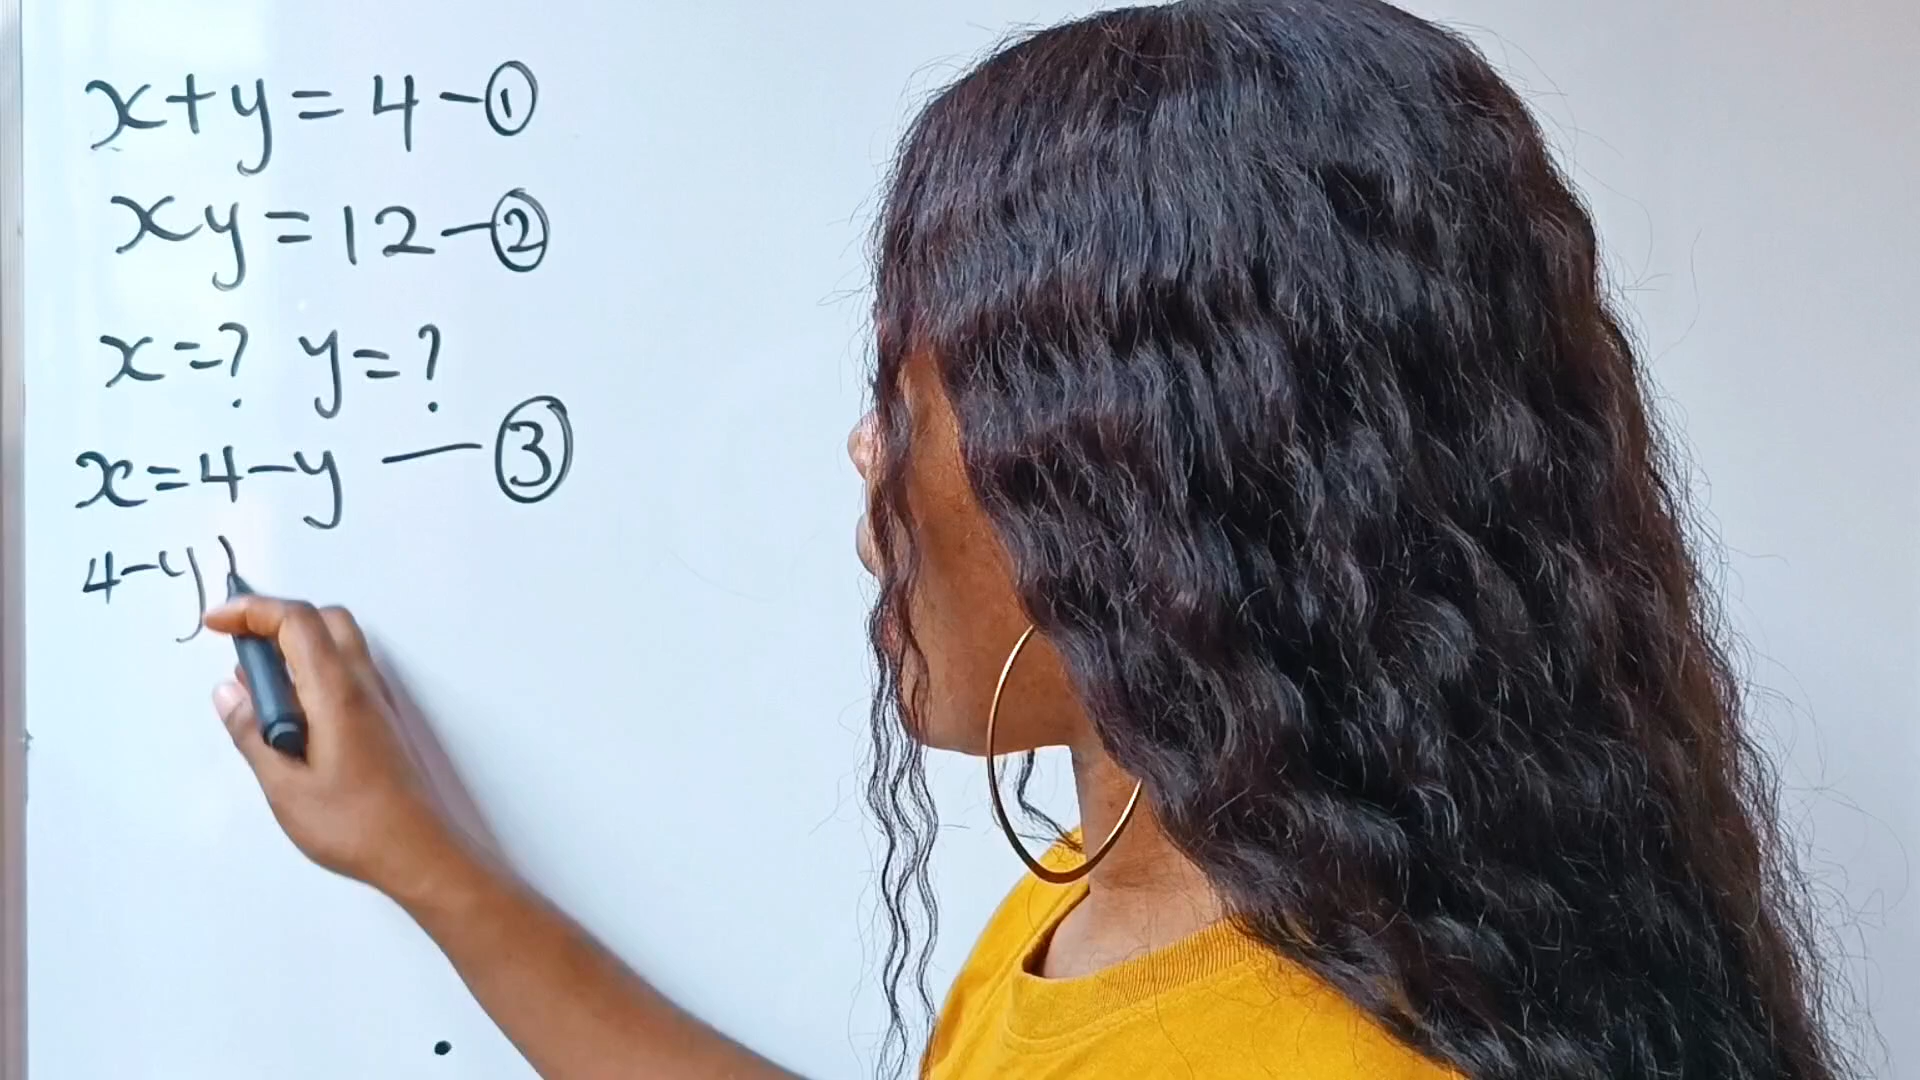 x+y=4-①
xy=12-②
x=? y=?
x=4-y — ③
4-y)